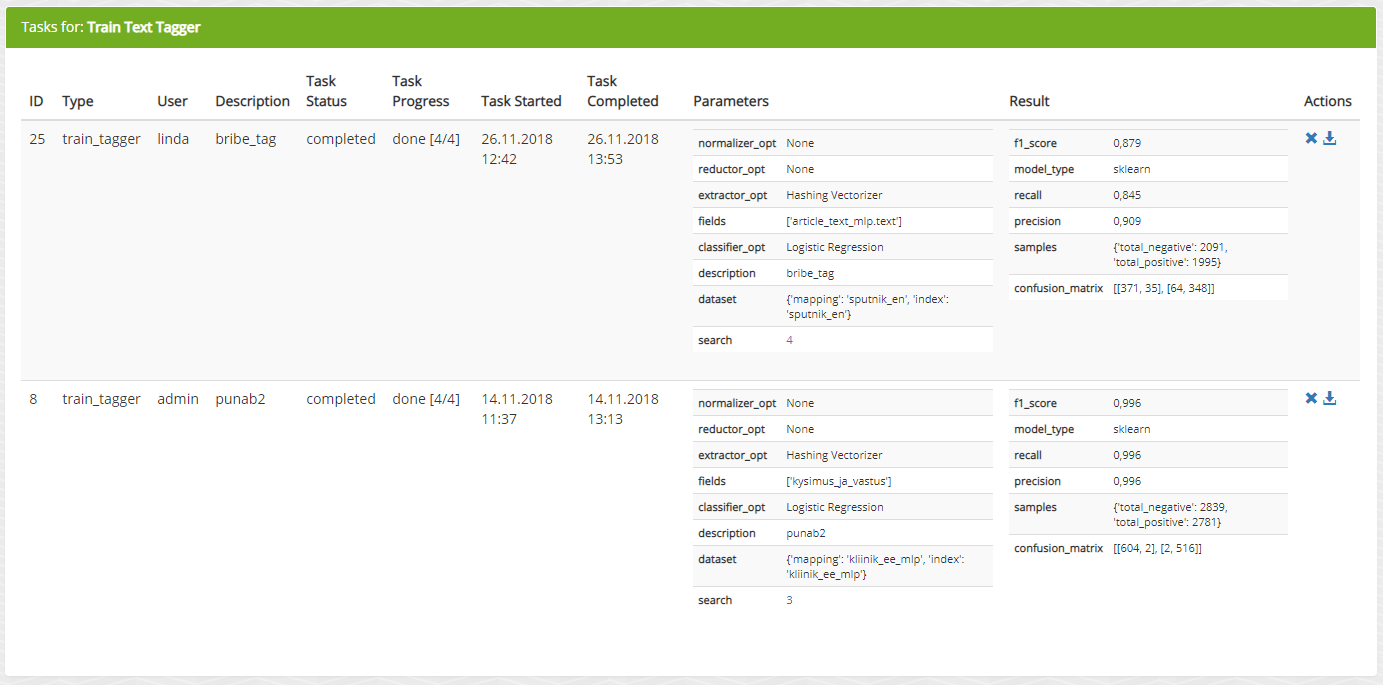 Tasks for: Train Text Tagger
ID Type User Description Task Status Task Progress Task Started Task Completed Parameters Result Actions
25 train_tagger linda bribe_tag completed done [4/4] 26.11.2018 12:42 26.11.2018 13:53
normalizer_opt None
reductor_opt None
extractor_opt Hashing Vectorizer
fields ['article_text_mlp.text']
classifier_opt Logistic Regression
description bribe_tag
dataset {'mapping': 'sputnik_en', 'index':
'sputnik_en'}
search 4
f1_score 0,879
model_type sklearn
recall 0,845
precision 0,909
samples {'total_negative': 2091,
'total_positive': 1995}
confusion_matrix [[371, 35], [64, 348]]
8 train_tagger admin punab2 completed done [4/4] 14.11.2018 11:37 14.11.2018 13:13
normalizer_opt None
reductor_opt None
extractor_opt Hashing Vectorizer
fields ['kysimus_ja_vastus']
classifier_opt Logistic Regression
description punab2
dataset {'mapping': 'kliinik_ee_mlp', 'index':
'kliinik_ee_mlp'}
search 3
f1_score 0,996
model_type sklearn
recall 0,996
precision 0,996
samples {'total_negative': 2839,
'total_positive': 2781}
confusion_matrix [[604, 2], [2, 516]]